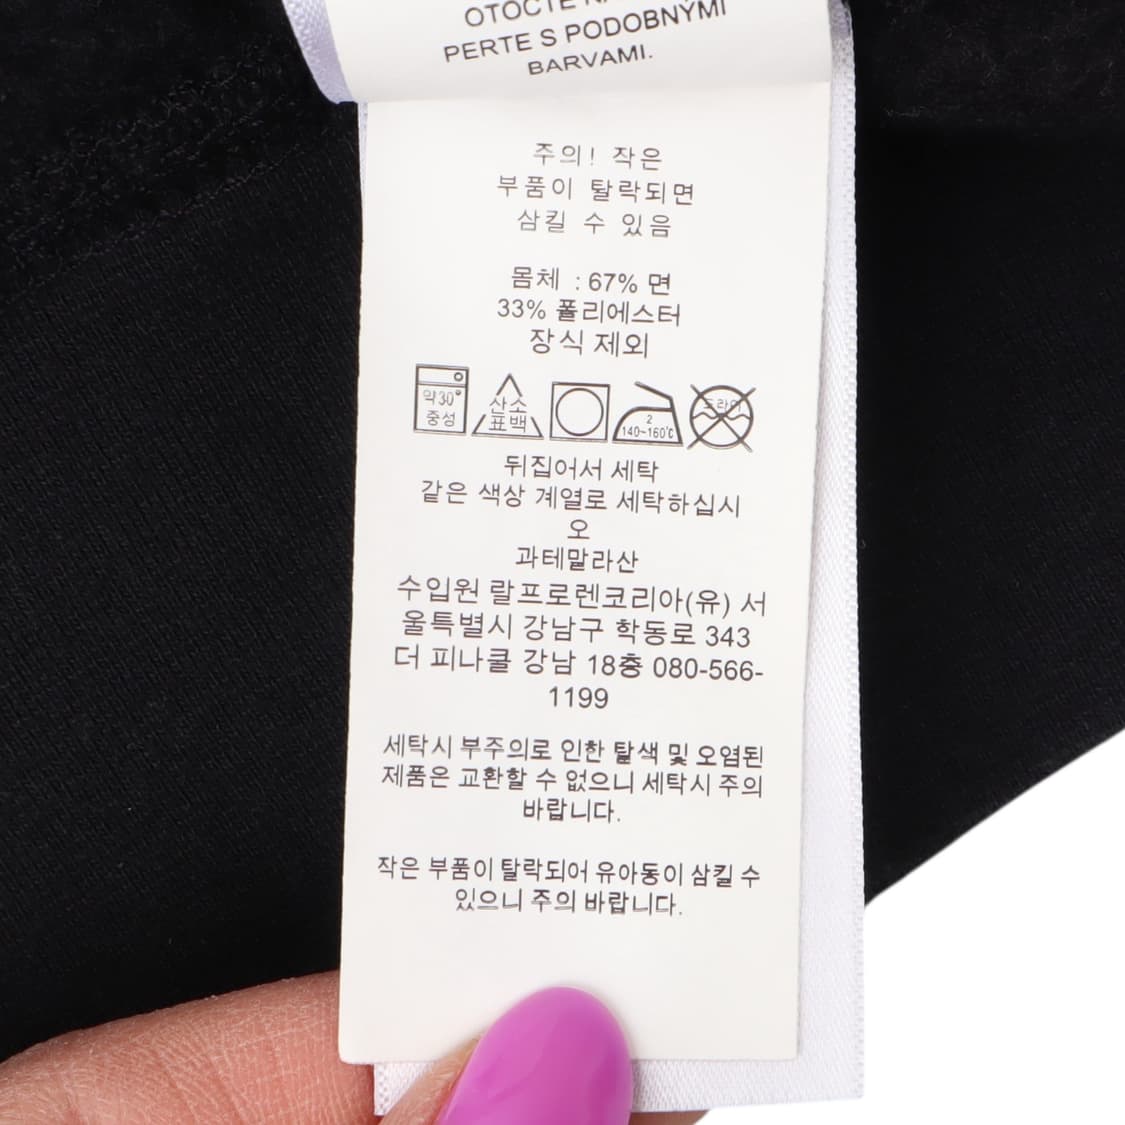 OTOČTE
PERTE S PODOBNÝMI
BARVAMI.
주의! 작은
부품이 탈락되면
삼킬 수 있음
몸체 : 67% 면
33% 폴리에스터
장식 제외
약30°
중성
산소
표백
2
140~160℃
드라이
뒤집어서 세탁
같은 색상 계열로 세탁하십시
오
과테말라산
수입원 랄프로렌코리아(유) 서
울특별시 강남구 학동로 343
더 피나클 강남 18층 080-566-
1199
세탁시 부주의로 인한 탈색 및 오염된
제품은 교환할 수 없으니 세탁시 주의
바랍니다.
작은 부품이 탈락되어 유아동이 삼킬 수
있으니 주의 바랍니다.